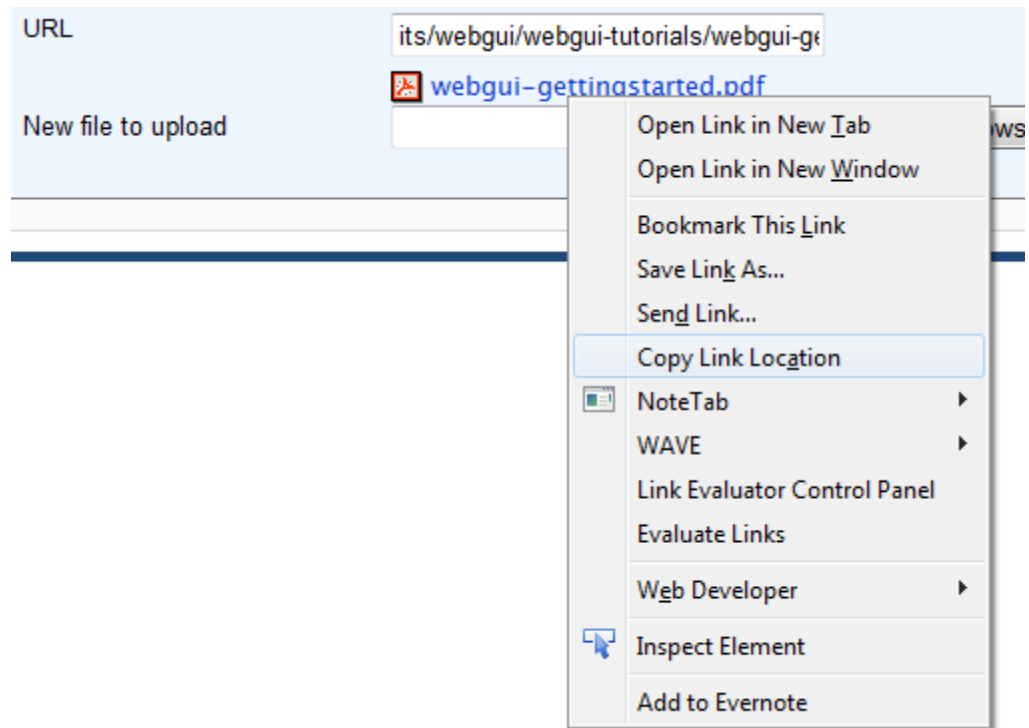 URL
its/webgui/webgui-tutorials/webgui-ge
webgui-gettingstarted.pdf
New file to upload
ows
Open Link in New Tab
Open Link in New Window
Bookmark This Link
Save Link As...
Send Link...
Copy Link Location
NoteTab
WAVE
Link Evaluator Control Panel
Evaluate Links
Web Developer
Inspect Element
Add to Evernote